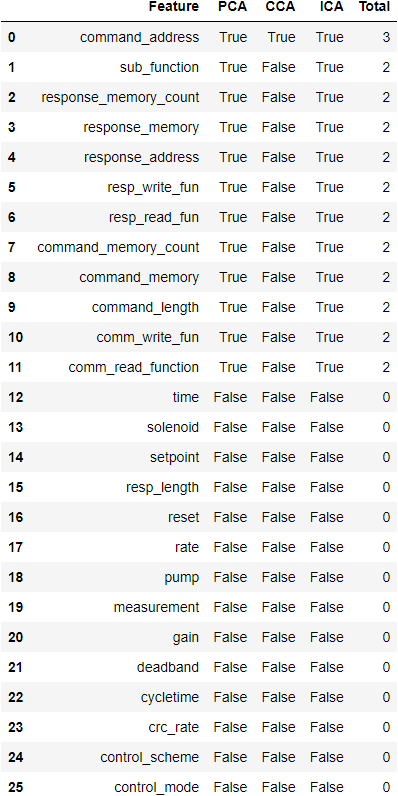 Feature PCA CCA ICA Total
0 command_address True True True 3
1 sub_function True False True 2
2 response_memory_count True False True 2
3 response_memory True False True 2
4 response_address True False True 2
5 resp_write_fun True False True 2
6 resp_read_fun True False True 2
7 command_memory_count True False True 2
8 command_memory True False True 2
9 command_length True False True 2
10 comm_write_fun True False True 2
11 comm_read_function True False True 2
12 time False False False 0
13 solenoid False False False 0
14 setpoint False False False 0
15 resp_length False False False 0
16 reset False False False 0
17 rate False False False 0
18 pump False False False 0
19 measurement False False False 0
20 gain False False False 0
21 deadband False False False 0
22 cycletime False False False 0
23 crc_rate False False False 0
24 control_scheme False False False 0
25 control_mode False False False 0